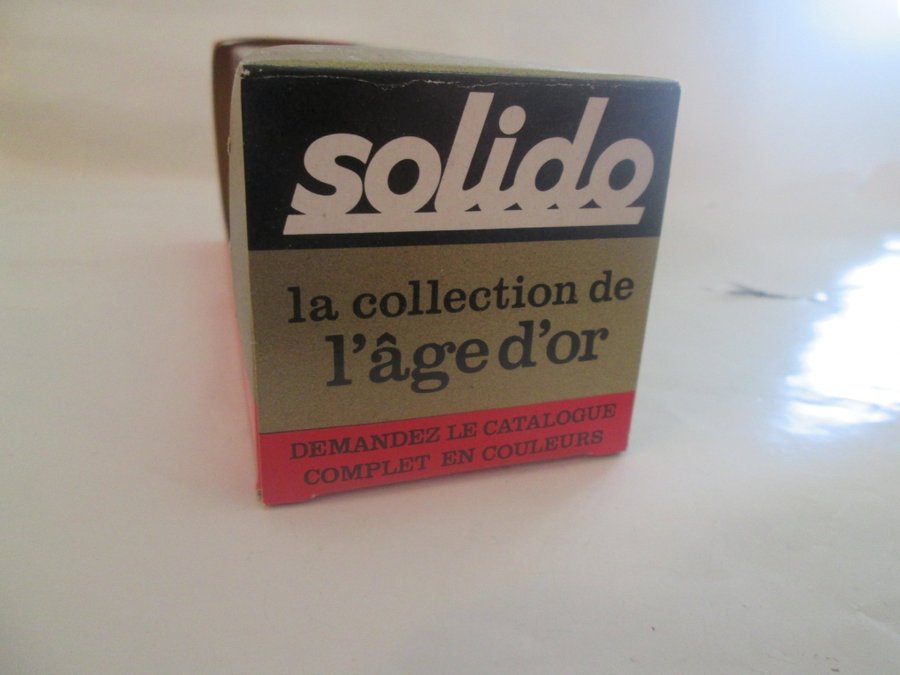 solido
la collection de
l'âge d'or
DEMANDEZ LE CATALOGUE
COMPLET EN COULEURS